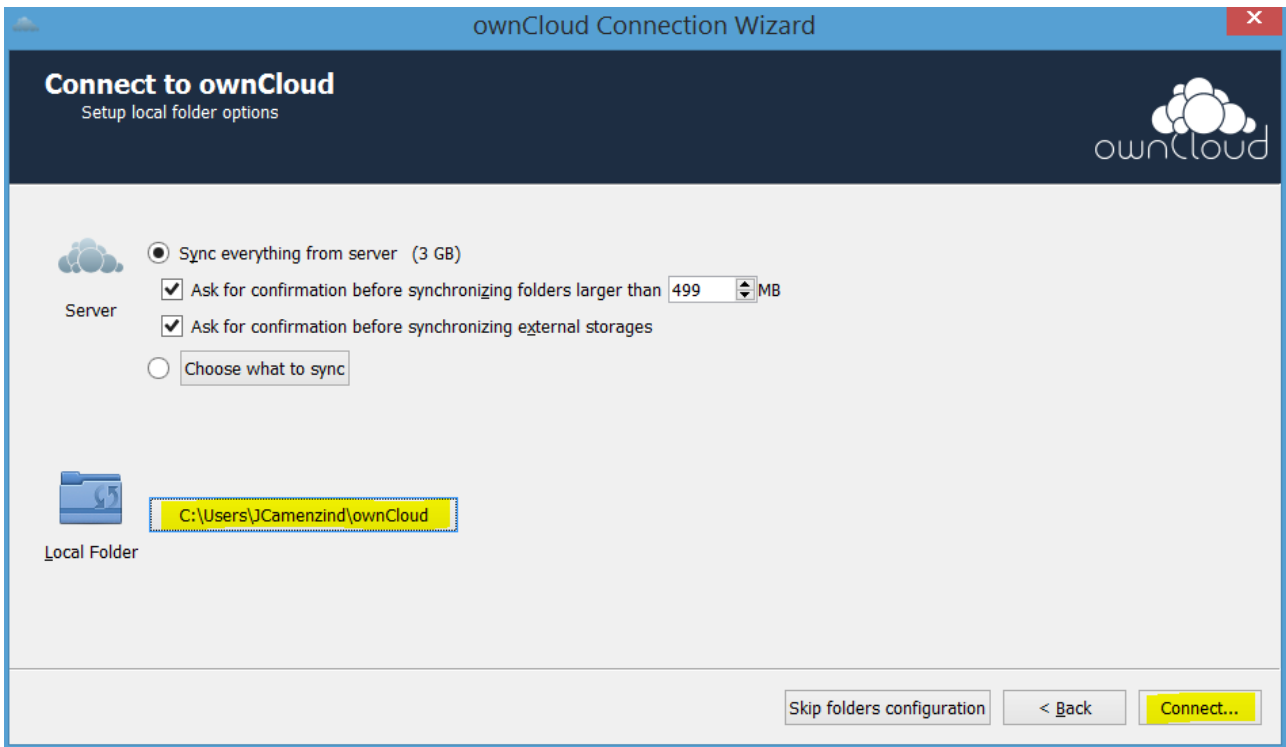 ownCloud Connection Wizard
Connect to ownCloud
Setup local folder options
ownCloud
Sync everything from server (3 GB)
Ask for confirmation before synchronizing folders larger than 499 MB
Server
Ask for confirmation before synchronizing external storages
Choose what to sync
C:\Users\JCamenzind\ownCloud
Local Folder
Skip folders configuration
< Back
Connect...